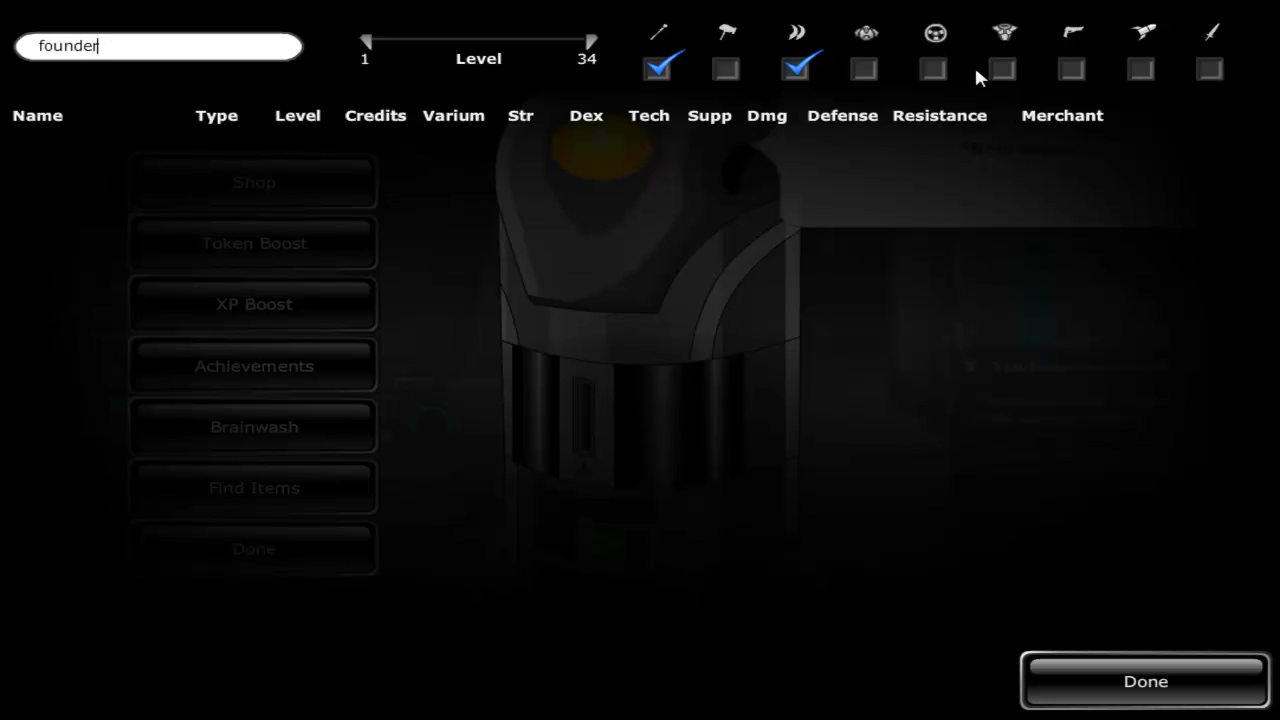 founder
1 Level 34
Name Type Level Credits Varium Str Dex Tech Supp Dmg Defense Resistance Merchant
Shop
Token Boost
XP Boost
Achievements
Brainwash
Find Items
Done
Done